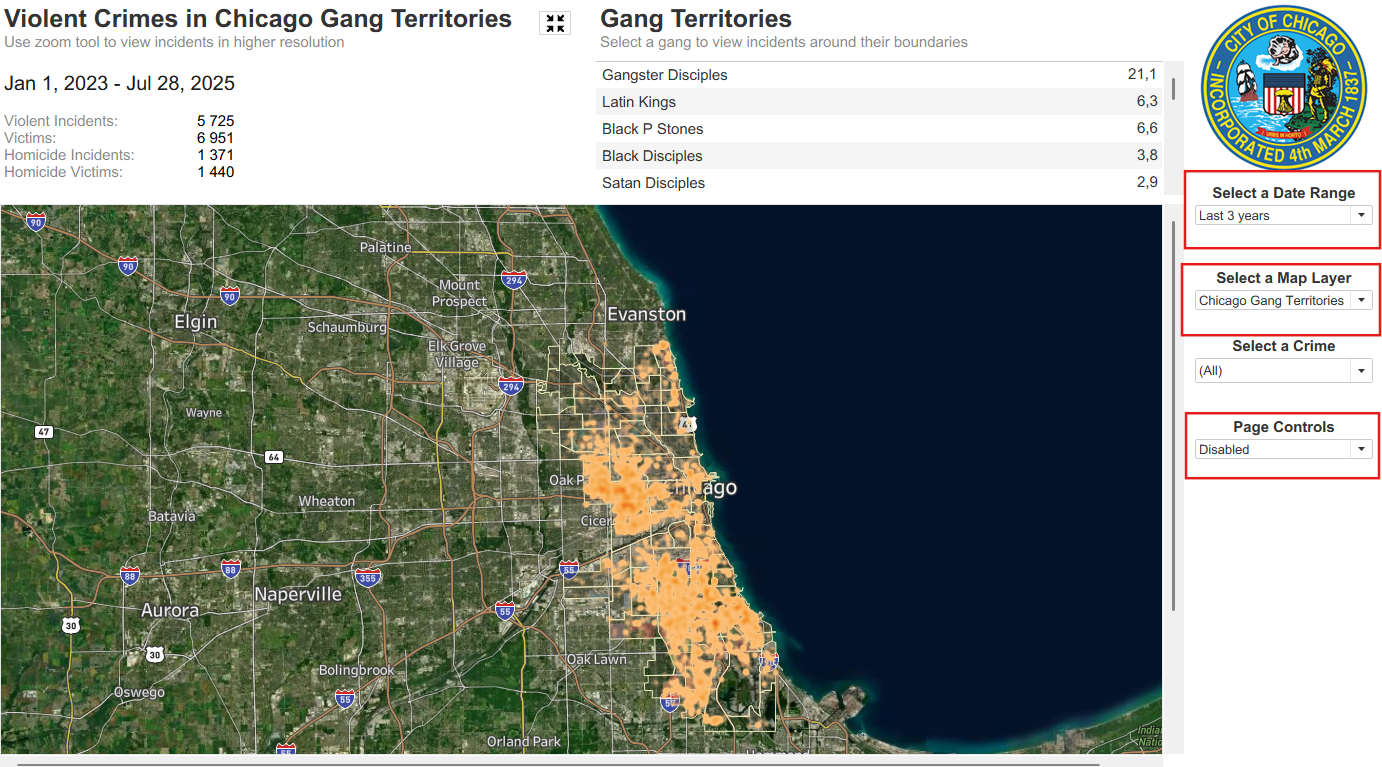 Violent Crimes in Chicago Gang Territories
Use zoom tool to view incidents in higher resolution
Jan 1, 2023 - Jul 28, 2025
Violent Incidents: 5 725
Victims: 6 951
Homicide Incidents: 1 371
Homicide Victims: 1 440
Gang Territories
Select a gang to view incidents around their boundaries
Gangster Disciples 21,1
Latin Kings 6,3
Black P Stones 6,6
Black Disciples 3,8
Satan Disciples 2,9
CITY OF CHICAGO
INCORPORATED 4th MARCH 1837
URBS IN HORTO
Select a Date Range
Last 3 years
Select a Map Layer
Chicago Gang Territories
Select a Crime
(All)
Page Controls
Disabled
90
Palatine
90
294
Mount
Prospect
90
Evanston
Elgin
Schaumburg
Elk Grove
Village
294
Wayne
47
64
Oak P
Chicago
Wheaton
Batavia
Cicer
55
88
88
355
Naperville
Aurora
55
30
30
Oak Lawn
Bolingbrook
Oswego
55
Orland Park
55